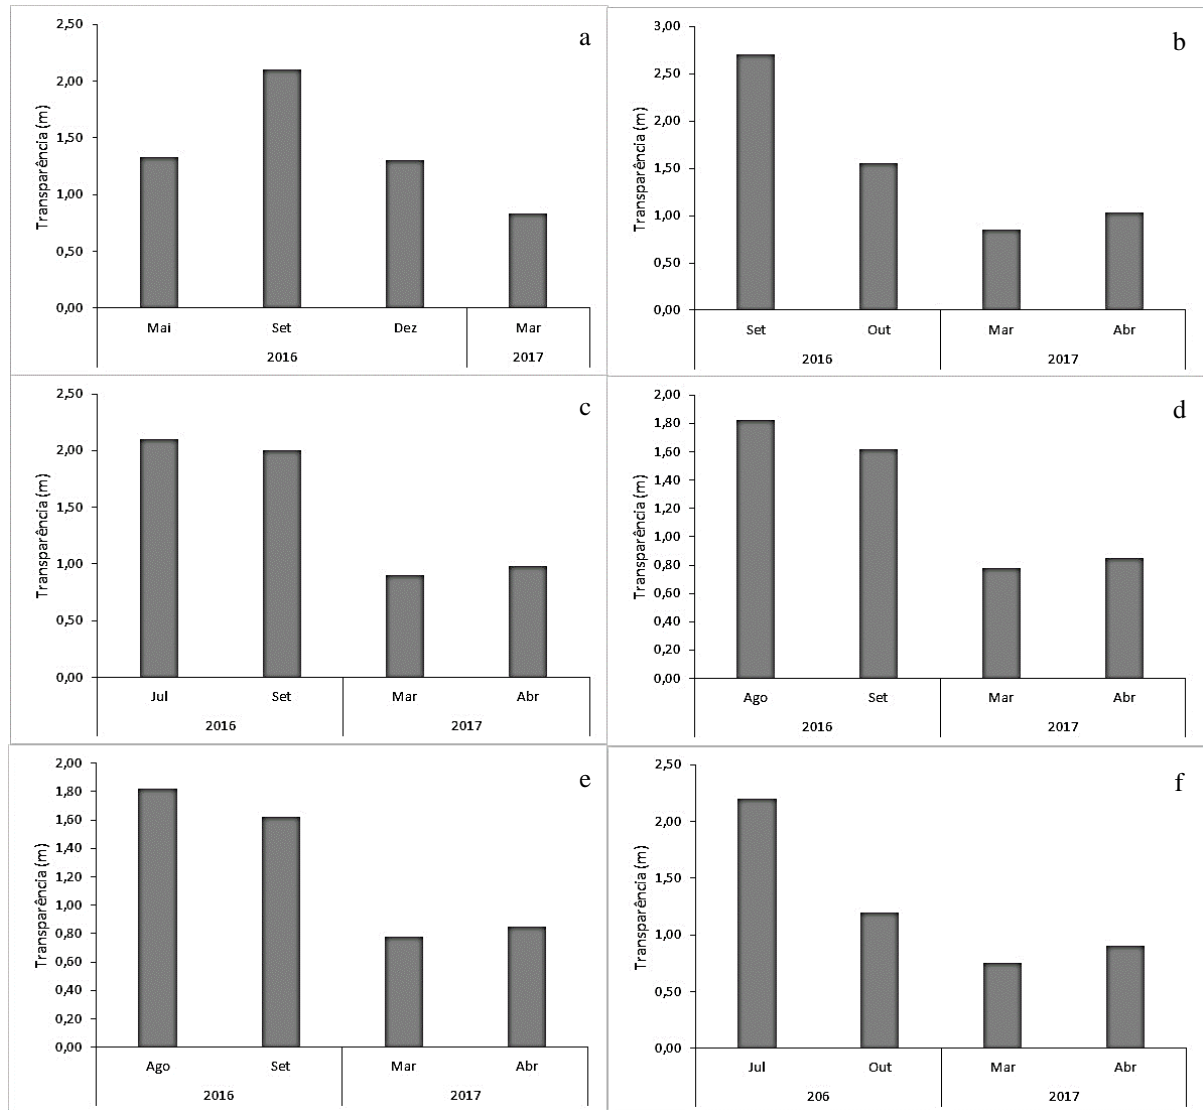 a
Transparência (m)
2,50
2,00
1,50
1,00
0,50
0,00
Mai Set Dez Mar
2016 2017
b
Transparência (m)
3,00
2,50
2,00
1,50
1,00
0,50
0,00
Set Out Mar Abr
2016 2017
c
Transparência (m)
2,50
2,00
1,50
1,00
0,50
0,00
Jul Set Mar Abr
2016 2017
d
Transparência (m)
2,00
1,80
1,60
1,40
1,20
1,00
0,80
0,60
0,40
0,20
0,00
Ago Set Mar Abr
2016 2017
e
Transparência (m)
2,00
1,80
1,60
1,40
1,20
1,00
0,80
0,60
0,40
0,20
0,00
Ago Set Mar Abr
2016 2017
f
Transparência (m)
2,50
2,00
1,50
1,00
0,50
0,00
Jul Out Mar Abr
206 2017